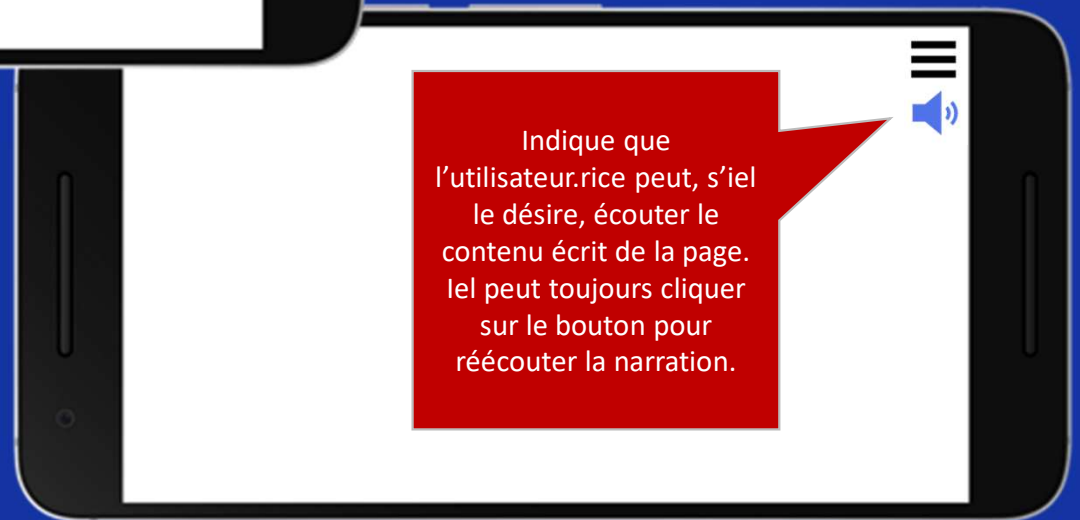 Indique que
l’utilisateur.rice peut, s’iel
le désire, écouter le
contenu écrit de la page.
Iel peut toujours cliquer
sur le bouton pour
réécouter la narration.